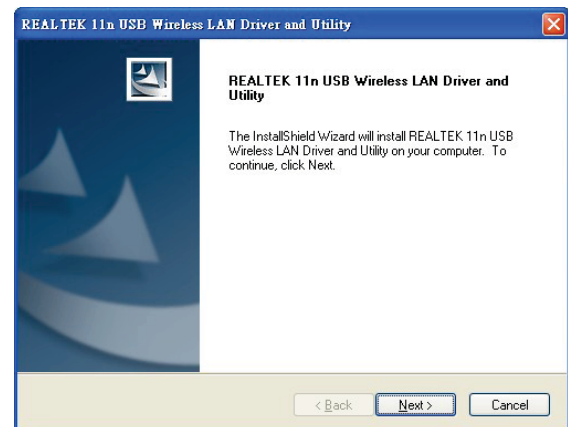 REALTEK 11n USB Wireless LAN Driver and Utility
REALTEK 11n USB Wireless LAN Driver and
Utility
The InstallShield Wizard will install REALTEK 11n USB
Wireless LAN Driver and Utility on your computer. To
continue, click Next.
< Back
Next >
Cancel